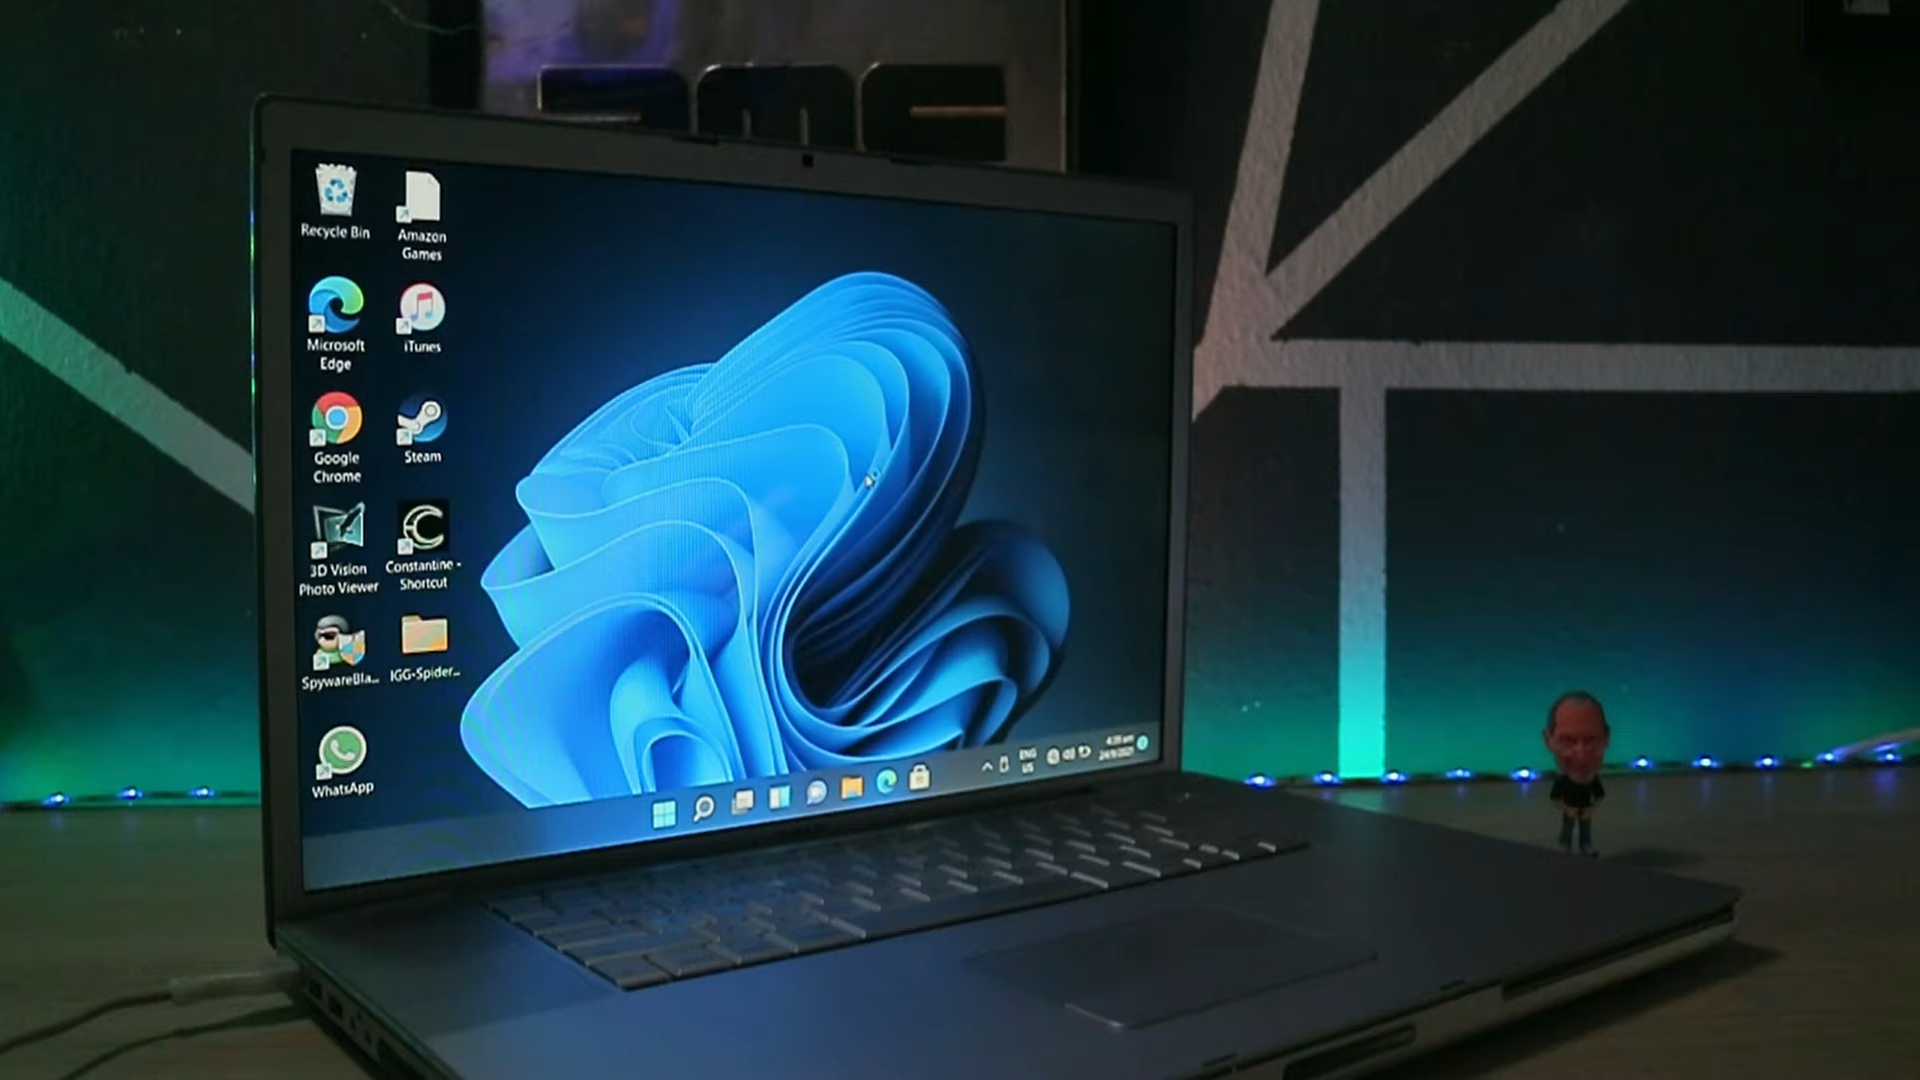 Recycle Bin
Amazon
Games
Microsoft
Edge
iTunes
Google
Chrome
Steam
3D Vision
Photo Viewer
Constantine -
Shortcut
SpywareBla...
IGG-Spider...
WhatsApp
ENG
US